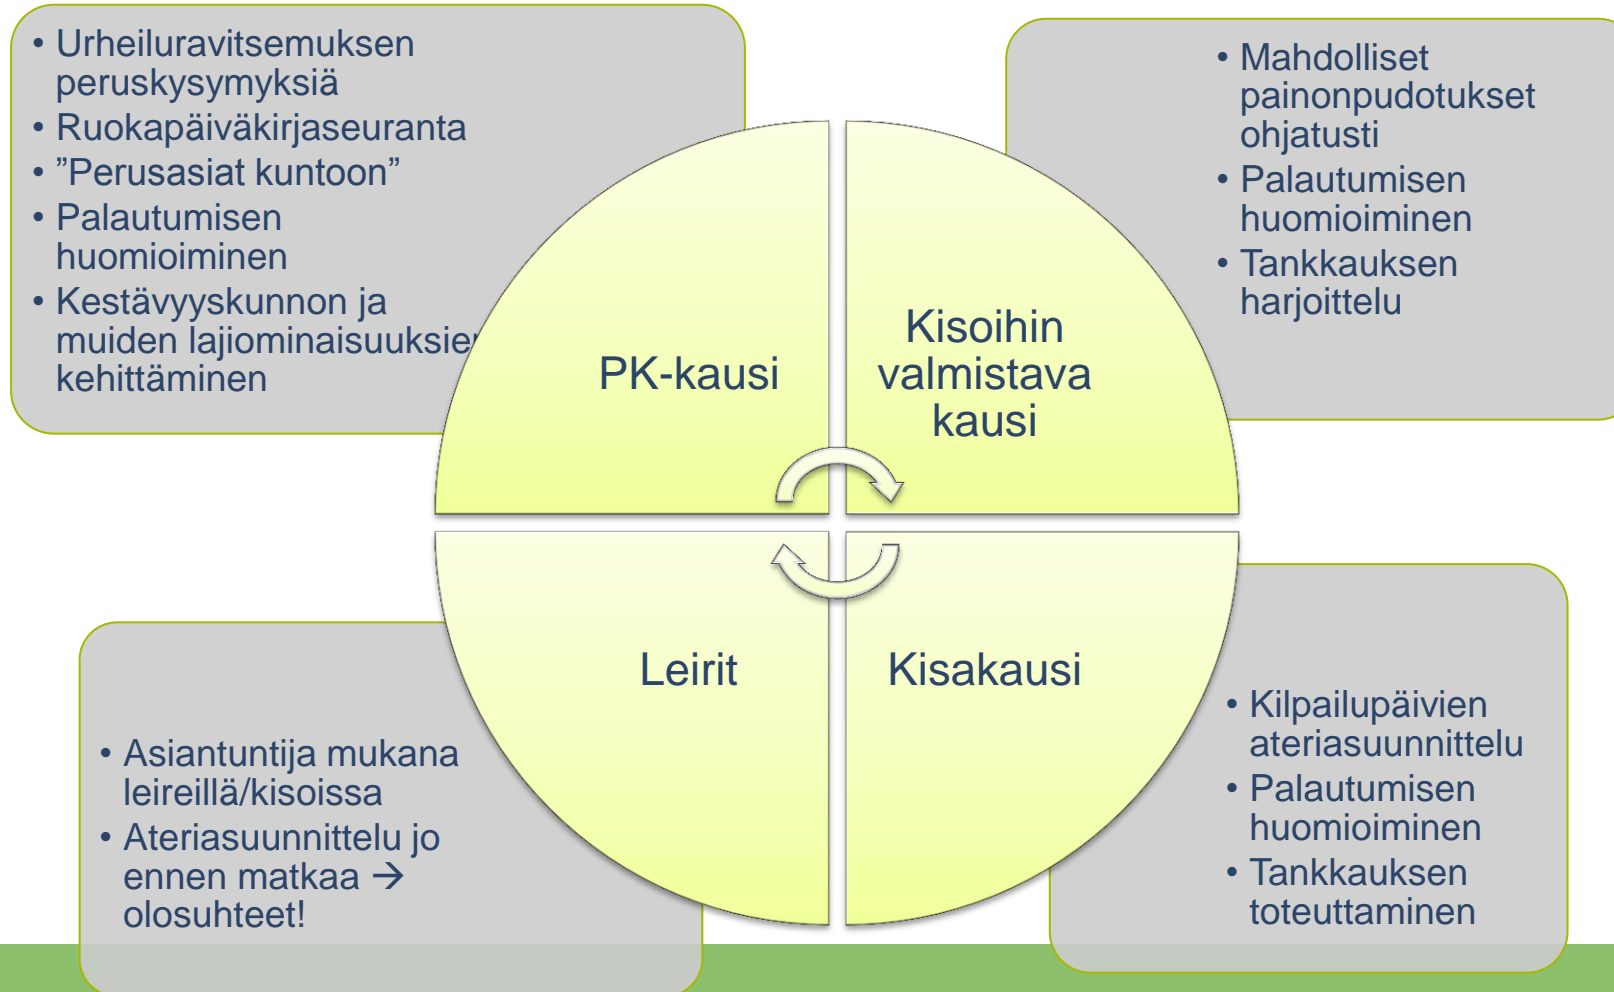 • Urheiluravitsemuksen
peruskysymyksiä
• Ruokapäiväkirjaseuranta
• ”Perusasiat kuntoon”
• Palautumisen
huomioiminen
• Kestävyyskunnon ja
muiden lajiominaisuuksien
kehittäminen
• Mahdolliset
painonpudotukset
ohjatusti
• Palautumisen
huomioiminen
• Tankkauksen
harjoittelu
PK-kausi
Kisoihin
valmistava
kausi
Leirit
Kisakausi
• Asiantuntija mukana
leireillä/kisoissa
• Ateriasuunnittelu jo
ennen matkaa →
olosuhteet!
• Kilpailupäivien
ateriasuunnittelu
• Palautumisen
huomioiminen
• Tankkauksen
toteuttaminen